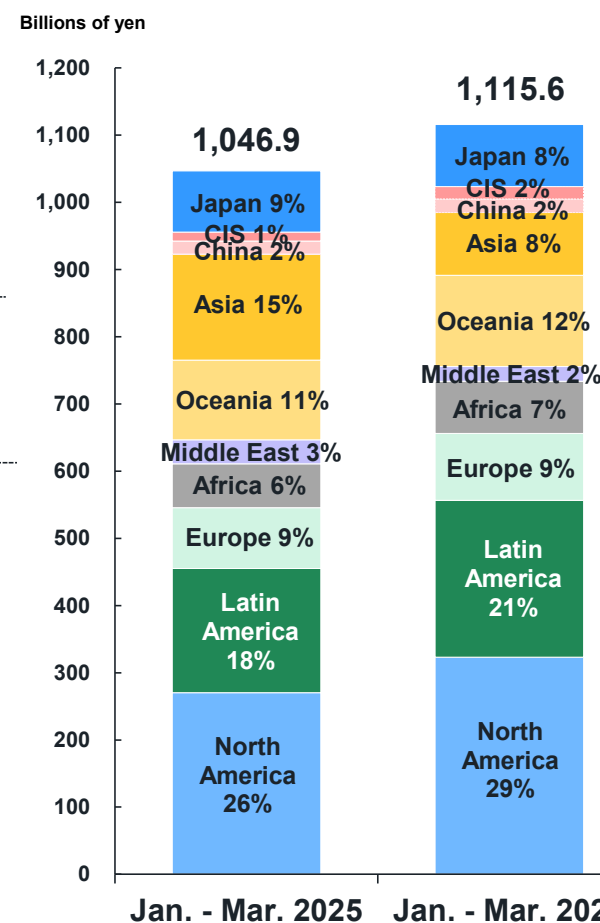 Billions of yen
1,200
1,100
1,000
900
800
700
600
500
400
300
200
100
0
1,046.9
Japan 9%
CIS 1%
China 2%
Asia 15%
Oceania 11%
Middle East 3%
Africa 6%
Europe 9%
Latin
America
18%
North
America
26%
1,115.6
Japan 8%
CIS 2%
China 2%
Asia 8%
Oceania 12%
Middle East 2%
Africa 7%
Europe 9%
Latin
America
21%
North
America
29%
Jan. - Mar. 2025
Jan. - Mar.